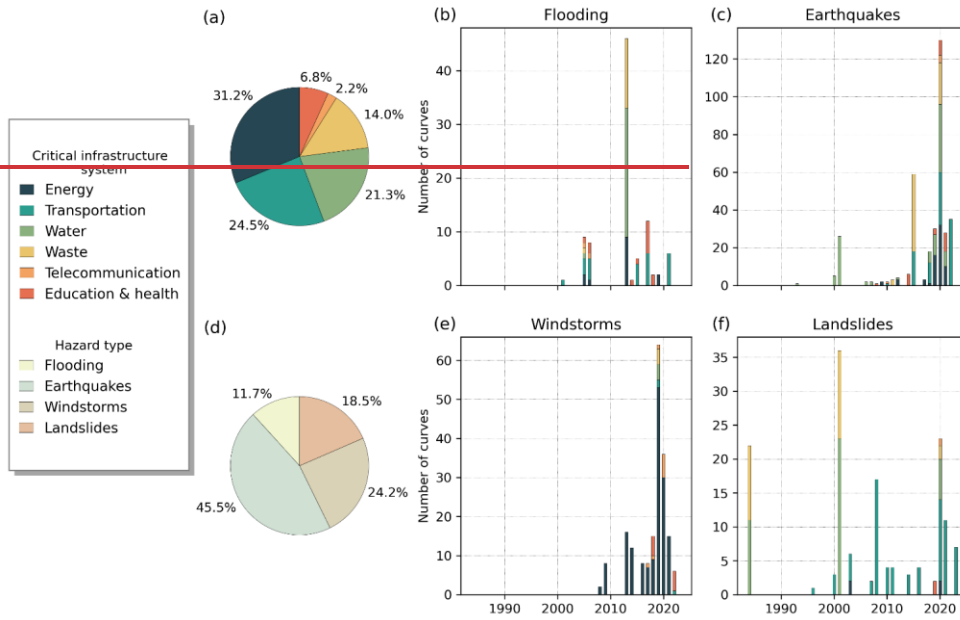 (a)
31.2%
6.8%
2.2%
14.0%
21.3%
24.5%
Critical infrastructure
system
Energy
Transportation
Water
Waste
Telecommunication
Education & health
Hazard type
Flooding
Earthquakes
Windstorms
Landslides
(b)
Flooding
Number of curves
40
30
20
10
0
1990
2000
2010
2020
(c)
Earthquakes
120
100
80
60
40
20
0
(d)
11.7%
18.5%
24.2%
45.5%
(e)
Windstorms
Number of curves
60
50
40
30
20
10
0
1990
2000
2010
2020
(f)
Landslides
35
30
25
20
15
10
5
0
1990
2000
2010
2020